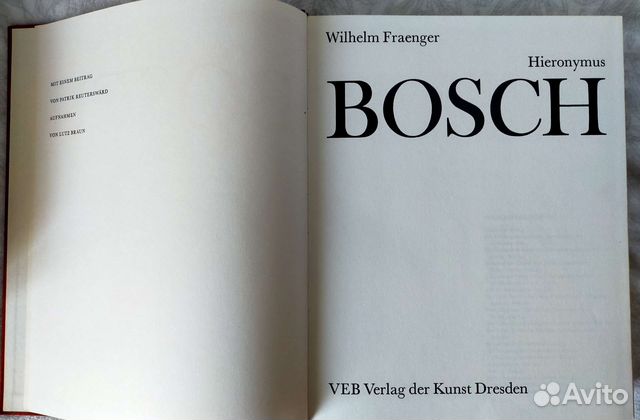 MIT EINEM BEITRAG
VON PATRIK REUTERSWÄRD
AUFNAHMEN
VON LUTZ BRAUN
Wilhelm Fraenger
Hieronymus
BOSCH
VEB Verlag der Kunst Dresden
Avito